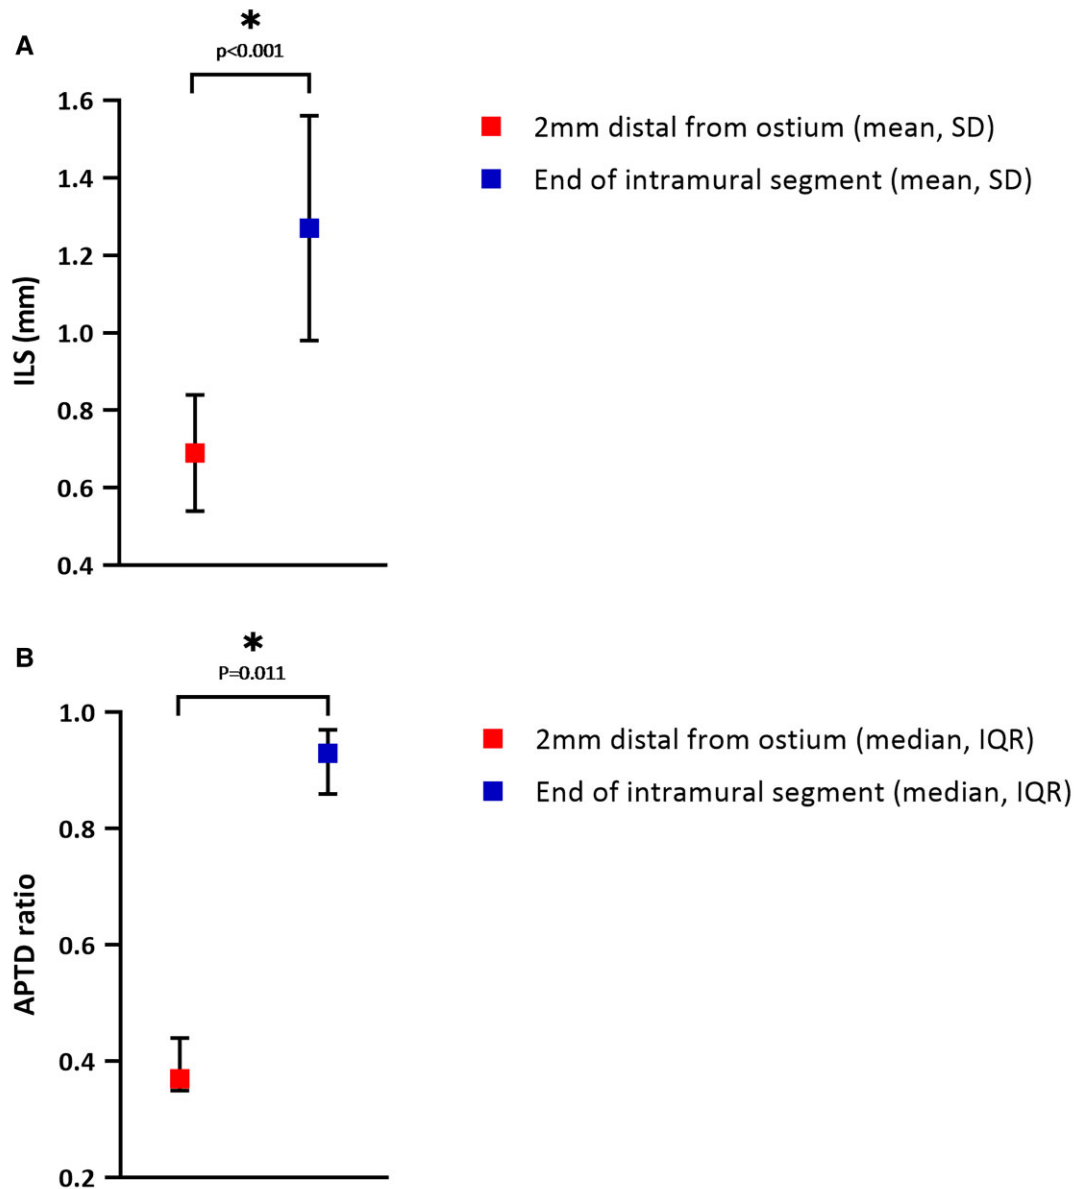 A
*
p<0.001
1.6
1.4
1.2
1.0
0.8
0.6
0.4
ILS (mm)
2mm distal from ostium (mean, SD)
End of intramural segment (mean, SD)
B
*
P=0.011
1.0
0.8
0.6
0.4
0.2
APTD ratio
2mm distal from ostium (median, IQR)
End of intramural segment (median, IQR)